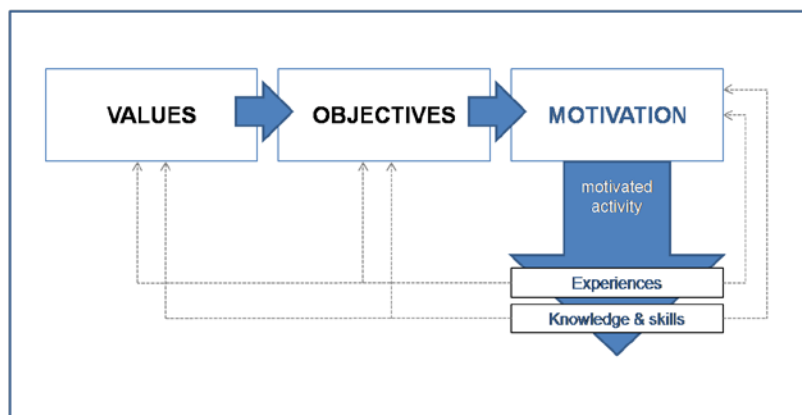 VALUES
OBJECTIVES
MOTIVATION
motivated
activity
Experiences
Knowledge & skills